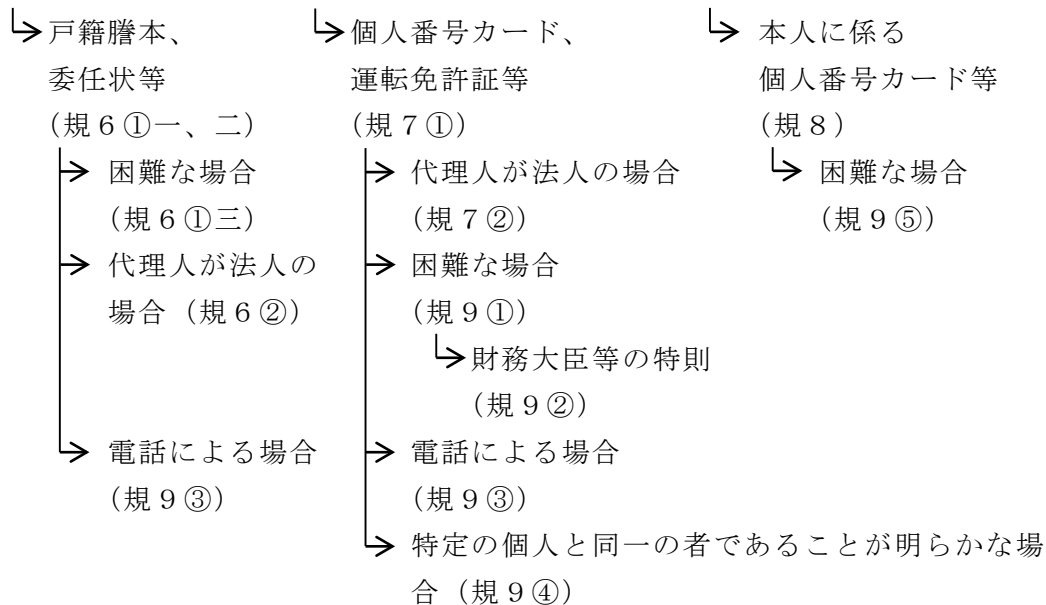 戸籍謄本、
委任状等
（規６①一、二）
困難な場合
（規６①三）
代理人が法人の
場合（規６②）
電話による場合
（規９③）
個人番号カード、
運転免許証等
（規７①）
代理人が法人の場合
（規７②）
困難な場合
（規９①）
財務大臣等の特則
（規９②）
電話による場合
（規９③）
特定の個人と同一の者であることが明らかな場
合（規９④）
本人に係る
個人番号カード等
（規８）
困難な場合
（規９⑤）